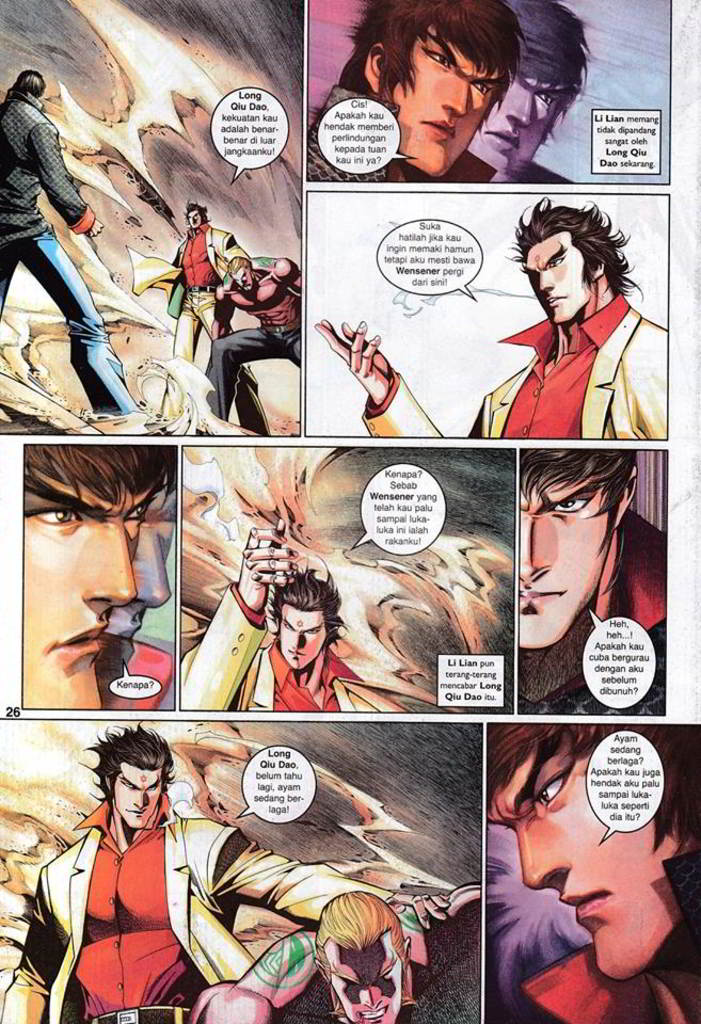 Long
Qiu Dao,
kekuatan kau
adalah benar-
benar di luar
jangkaanku!
Cis!
Apakah kau
hendak memberi
perlindungan
kepada tuan
kau ini ya?
Li Lian memang
tidak dipandang
sangat oleh
Long Qiu
Dao sekarang.
Suka
hatilah jika kau
ingin memaki hamun
tetapi aku mesti bawa
Wensener pergi
dari sini!
Kenapa?
Kenapa?
Sebab
Wensener yang
telah kau palu
sampai luka-
luka ini ialah
rakanku!
Li Lian pun
terang-terang
mencabar Long
Qiu Dao itu.
Heh,
heh...!
Apakah kau
cuba bergurau
dengan aku
sebelum
dibunuh?
26
Long
Qiu Dao,
belum tahu
lagi, ayam
sedang ber-
laga!
Ayam
sedang berlaga?
Apakah kau juga
hendak aku palu
sampai luka-
luka seperti
dia itu?